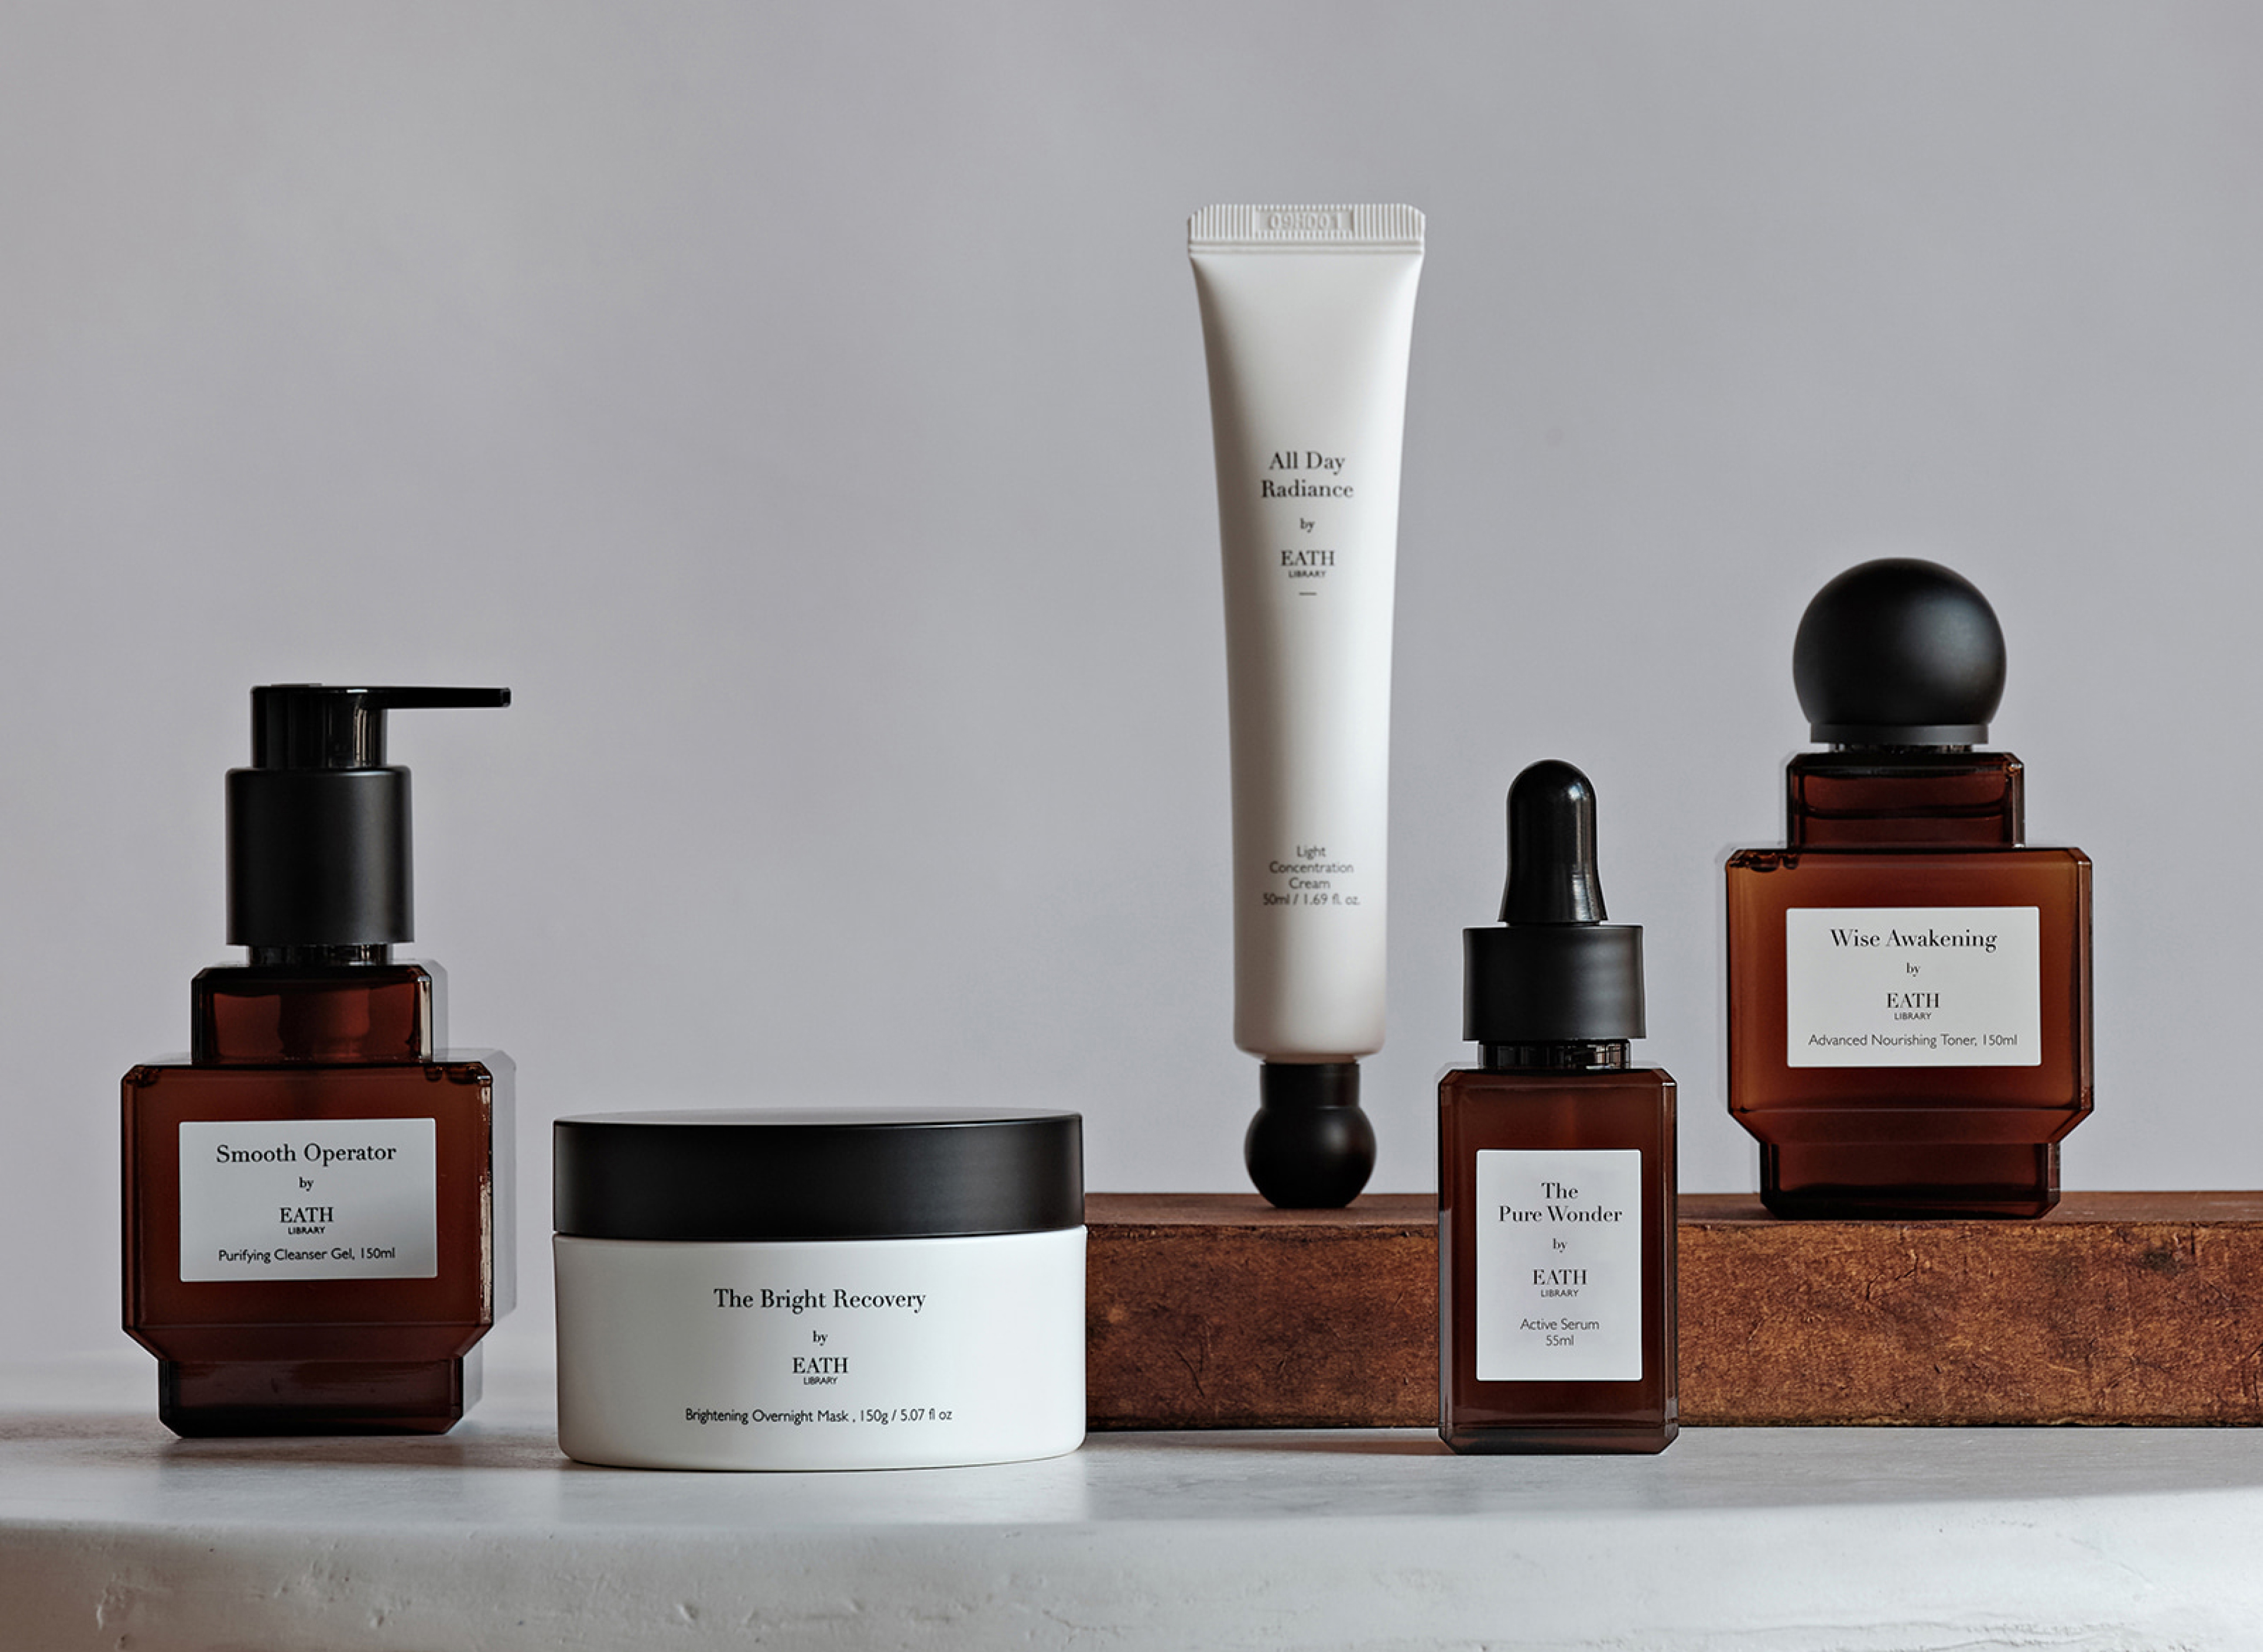 Smooth Operator
by
EATH
LIBRARY
Purifying Cleanser Gel, 150ml
The Bright Recovery
by
EATH
LIBRARY
Brightening Overnight Mask , 150g / 5.07 fl oz
All Day
Radiance
by
EATH
LIBRARY
Light
Concentration
Cream
50ml / 1.69 fl. oz.
The
Pure Wonder
by
EATH
LIBRARY
Active Serum
55ml
Wise Awakening
by
EATH
LIBRARY
Advanced Nourishing Toner, 150ml